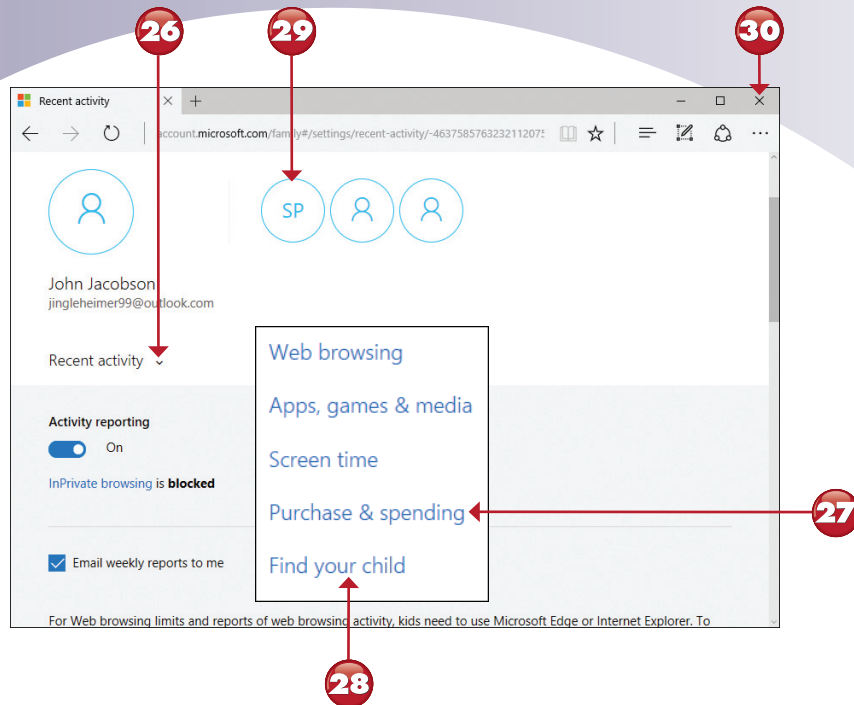 26
29
30
Recent activity
account.microsoft.com/family#/settings/recent-activity/-4637585763232112075
SP
John Jacobson
jingleheimer99@outlook.com
Recent activity
Web browsing
Apps, games & media
Screen time
Purchase & spending
Find your child
Activity reporting
On
InPrivate browsing is blocked
27
Email weekly reports to me
For Web browsing limits and reports of web browsing activity, kids need to use Microsoft Edge or Internet Explorer. To
28